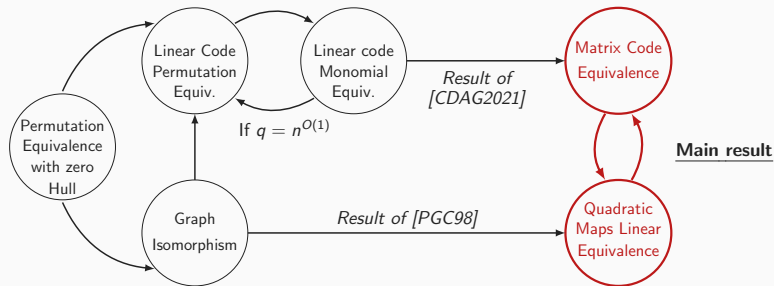 Linear Code
Permutation
Equiv.
Linear code
Monomial
Equiv.
Matrix Code
Equivalence
Result of
[CDAG2021]
If q = n^{O(1)}
Permutation
Equivalence
with zero
Hull
Main result
Graph
Isomorphism
Result of [PGC98]
Quadratic
Maps Linear
Equivalence